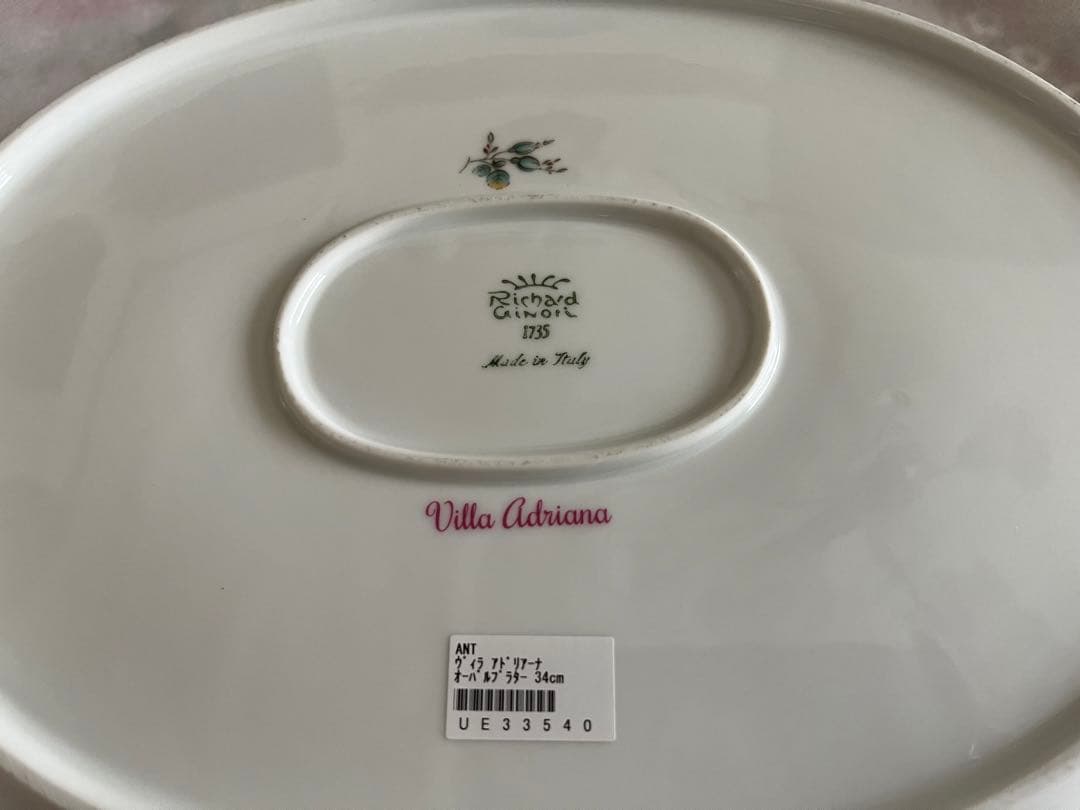 Richard
GINORI
1735
Made in Italy
Villa Adriana
ANT
ヴィラ アドリアーナ
オーバルプラター 34cm
UE33540